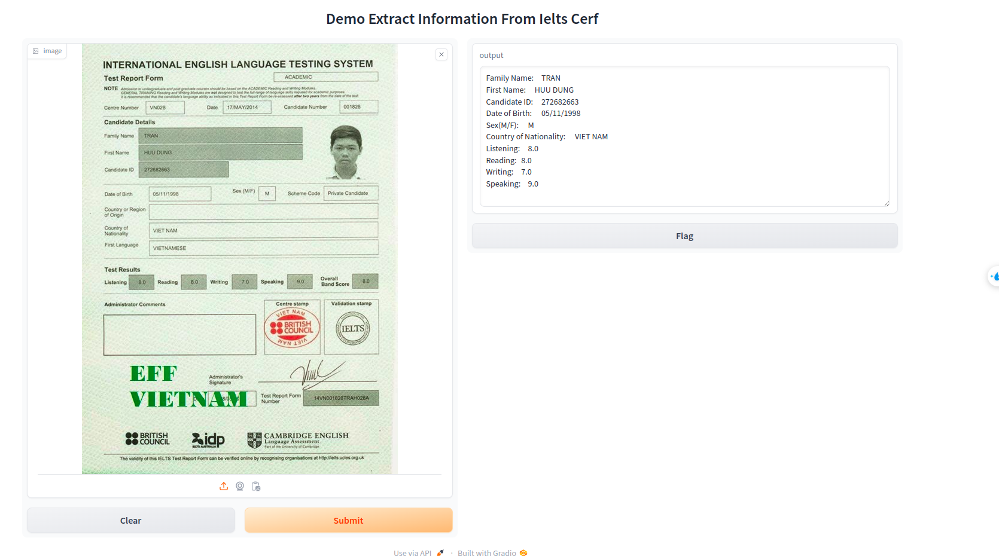 Demo Extract Information From Ielts Cerf
image
INTERNATIONAL ENGLISH LANGUAGE TESTING SYSTEM
Test Report Form ACADEMIC
NOTE Admission to undergraduate and post graduate courses should be based on the ACADEMIC Reading and Writing Modules.
GENERAL TRAINING Reading and Writing Modules are not designed to test the full range of language skills required for academic purposes.
It is recommended that the candidate's language ability as indicated in this Test Report Form be re-assessed after two years from the date of the test.
Centre Number VN028 Date 17/MAY/2014 Candidate Number 001828
Candidate Details
Family Name TRAN
First Name HUU DUNG
Candidate ID 272682663
Date of Birth 05/11/1998 Sex (M/F) M Scheme Code Private Candidate
Country or Region
of Origin
Country of
Nationality VIET NAM
First Language VIETNAMESE
Test Results
Listening 8.0 Reading 8.0 Writing 7.0 Speaking 9.0 Overall
Band Score 8.0
Administrator Comments
Centre stamp
VIET NAM
BRITISH
COUNCIL
VIET NAM
Validation stamp
IELTS
EFF
VIETNAM
Administrator's
Signature
Test Report Form
Number 14VN001828TRAH028A
BRITISH
COUNCIL
idp
IELTS AUSTRALIA
CAMBRIDGE ENGLISH
Language Assessment
Part of the University of Cambridge
The validity of this IELTS Test Report Form can be verified online by recognising organisations at http://ielts.ucles.org.uk
Clear
Submit
output
Family Name: TRAN
First Name: HUU DUNG
Candidate ID: 272682663
Date of Birth: 05/11/1998
Sex(M/F): M
Country of Nationality: VIET NAM
Listening: 8.0
Reading: 8.0
Writing: 7.0
Speaking: 9.0
Flag
Use via API · Built with Gradio